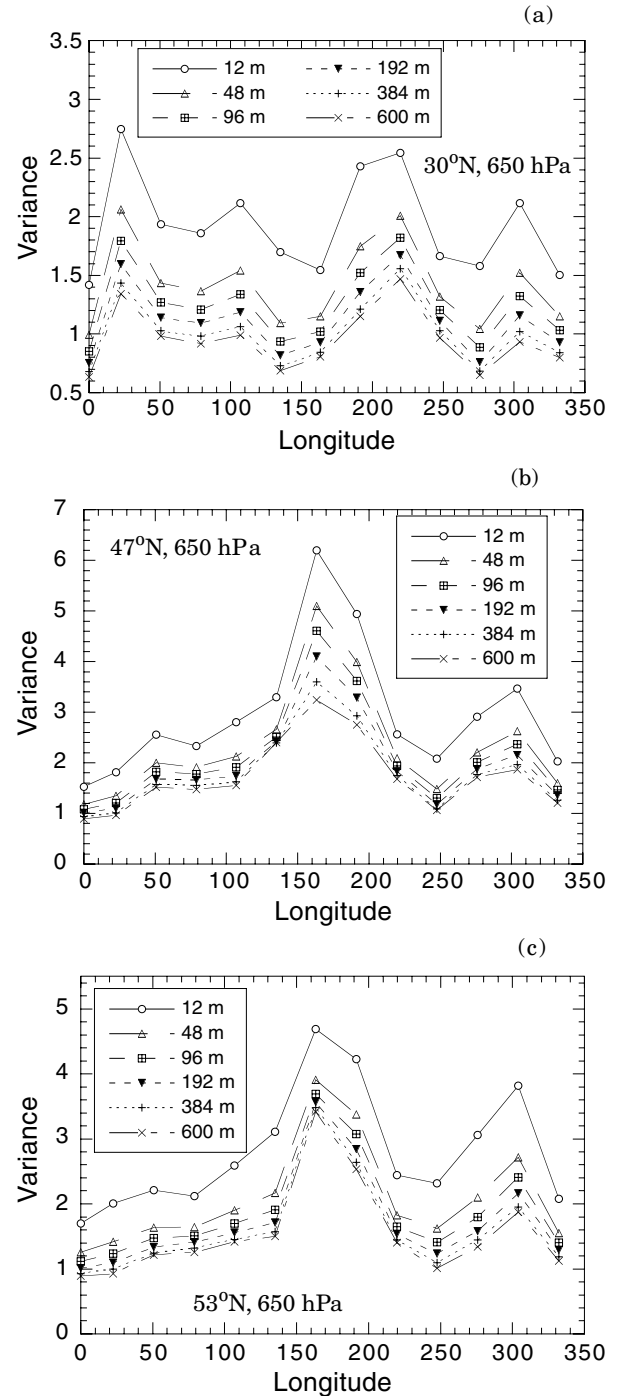 (a)
3.5
3
2.5
2
1.5
1
0.5
Variance
12 m
48 m
96 m
192 m
384 m
600 m
30°N, 650 hPa
0 50 100 150 200 250 300 350
Longitude
(b)
7
6
5
4
3
2
1
0
Variance
47°N, 650 hPa
12 m
48 m
96 m
192 m
384 m
600 m
0 50 100 150 200 250 300 350
Longitude
(c)
5
4
3
2
1
0
Variance
12 m
48 m
96 m
192 m
384 m
600 m
53°N, 650 hPa
0 50 100 150 200 250 300 350
Longitude